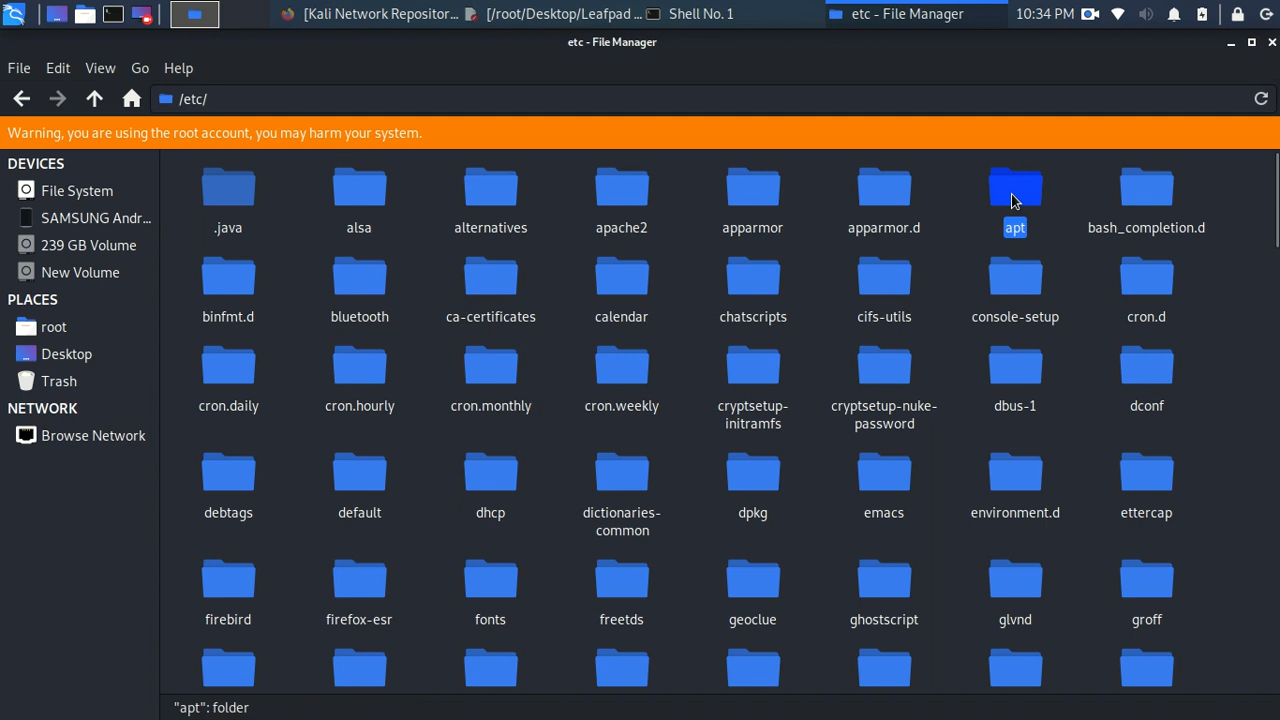 [Kali Network Repositor...
[/root/Desktop/Leafpad ...
Shell No. 1
etc - File Manager
10:34 PM
etc - File Manager
File Edit View Go Help
/etc/
Warning, you are using the root account, you may harm your system.
DEVICES
File System
SAMSUNG Andr...
239 GB Volume
New Volume
PLACES
root
Desktop
Trash
NETWORK
Browse Network
.java alsa alternatives apache2 apparmor apparmor.d apt bash_completion.d
binfmt.d bluetooth ca-certificates calendar chatscripts cifs-utils console-setup cron.d
cron.daily cron.hourly cron.monthly cron.weekly cryptsetup-initramfs cryptsetup-nuke-password dbus-1 dconf
debtags default dhcp dictionaries-common dpkg emacs environment.d ettercap
firebird firefox-esr fonts freetds geoclue ghostscript glvnd groff
"apt": folder